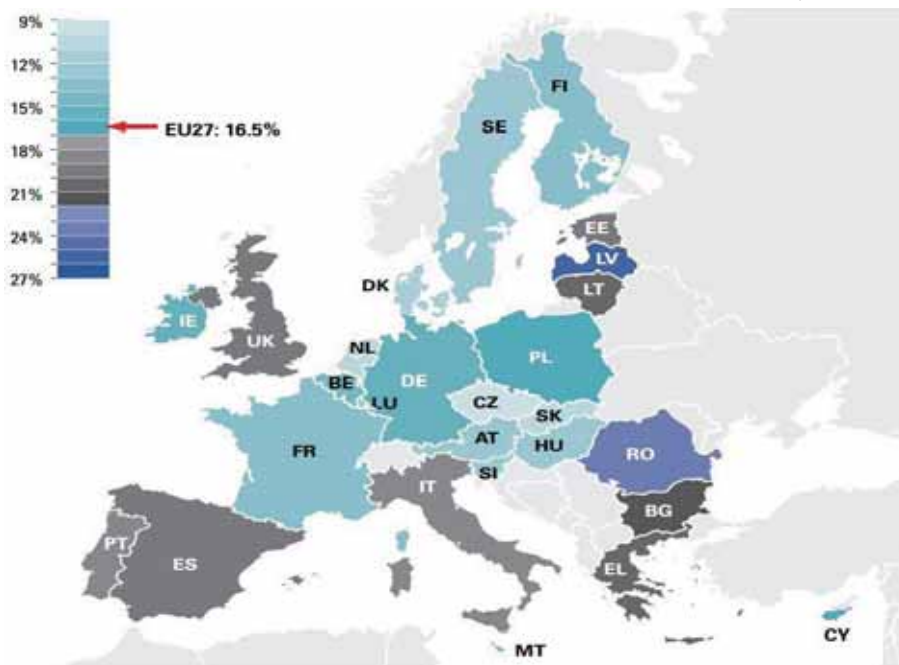 9%
12%
15%
EU27: 16.5%
18%
21%
24%
27%
FI
SE
EE
LV
LT
DK
IE
UK
NL
BE
DE
PL
LU
CZ
SK
FR
AT
HU
SI
RO
IT
BG
PT
ES
EL
MT
CY